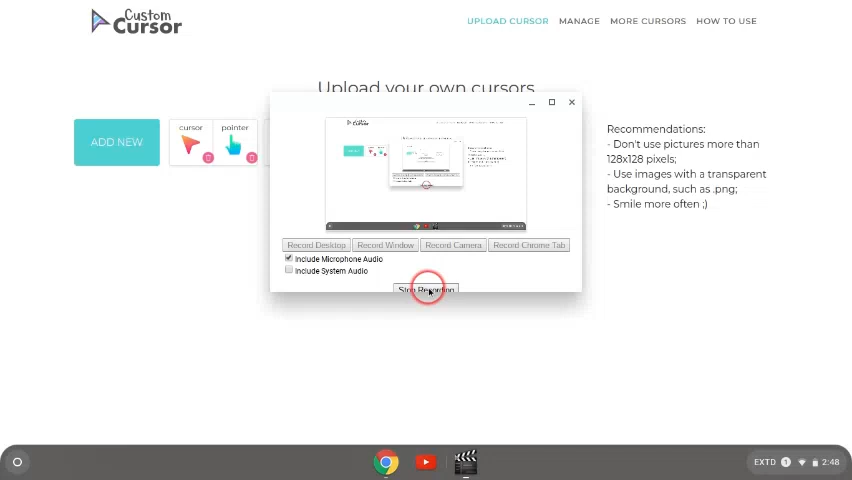 Custom
Cursor
UPLOAD CURSOR
MANAGE
MORE CURSORS
HOW TO USE
Upload your own cursors
ADD NEW
cursor
pointer
Record Desktop
Record Window
Record Camera
Record Chrome Tab
Include Microphone Audio
Include System Audio
Stop Recording
Recommendations:
- Don't use pictures more than
128x128 pixels;
- Use images with a transparent
background, such as .png;
- Smile more often ;)
EXTD
1
2:48